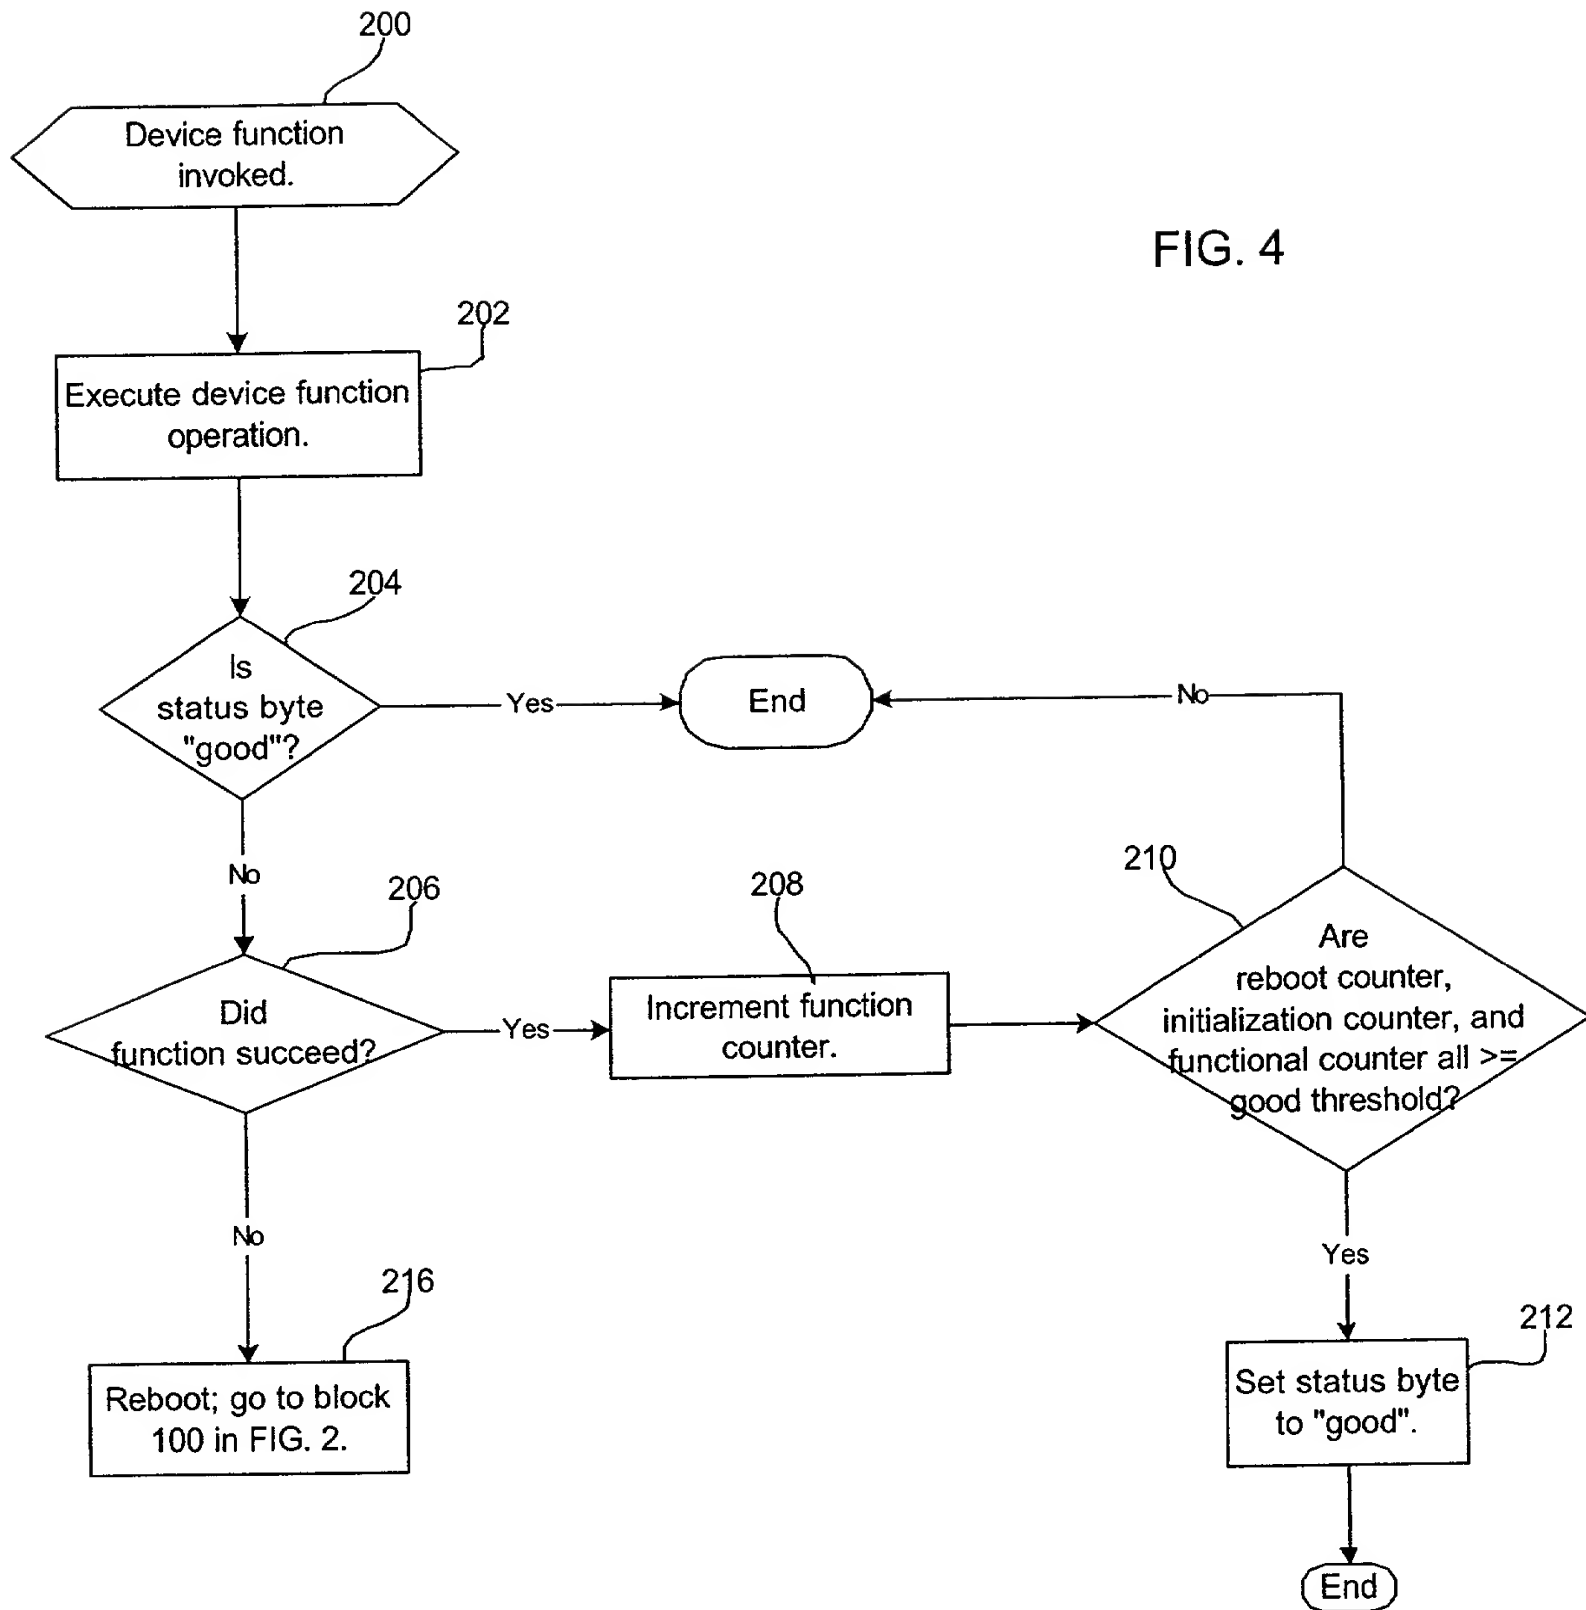 200
Device function
invoked.
FIG. 4
202
Execute device function
operation.
204
Is
status byte
"good"?
Yes
End
No
No
206
Did
function succeed?
Yes
208
Increment function
counter.
210
Are
reboot counter,
initialization counter, and
functional counter all >=
good threshold?
No
Yes
216
Reboot; go to block
100 in FIG. 2.
212
Set status byte
to "good".
End